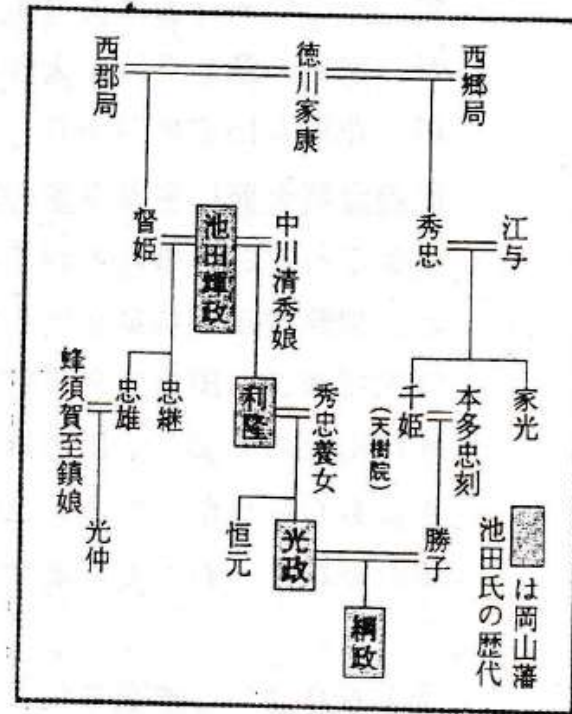 西郷局
徳川家康
西郡局
江与
秀忠
中川清秀娘
池田輝政
督姫
家光
本多忠刻
千姫
(天樹院)
秀忠養女
利隆
忠継
忠雄
蜂須賀至鎮娘
勝子
光政
恒元
光仲
綱政
は岡山藩
池田氏の歴代